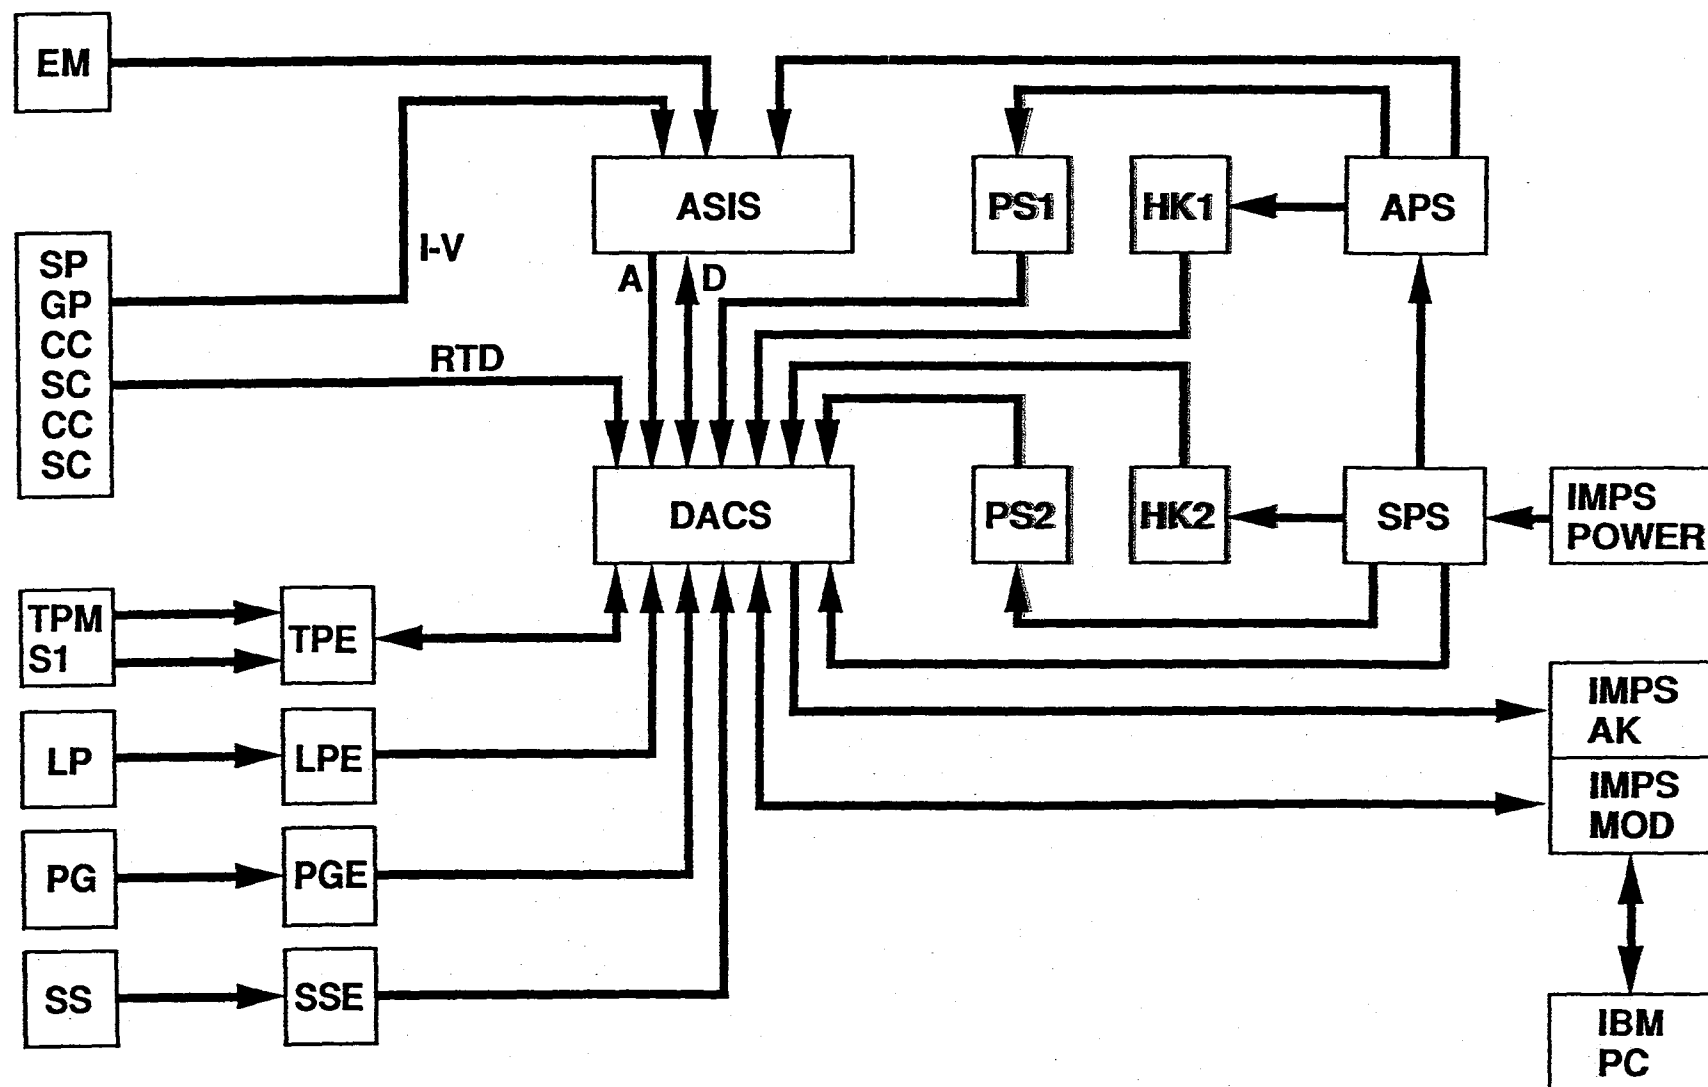 EM
I-V
ASIS
PS1
HK1
APS
A
D
SP
GP
CC
SC
CC
SC
RTD
DACS
PS2
HK2
SPS
IMPS
POWER
TPM
S1
TPE
LP
LPE
PG
PGE
SS
SSE
IMPS
AK
IMPS
MOD
IBM
PC